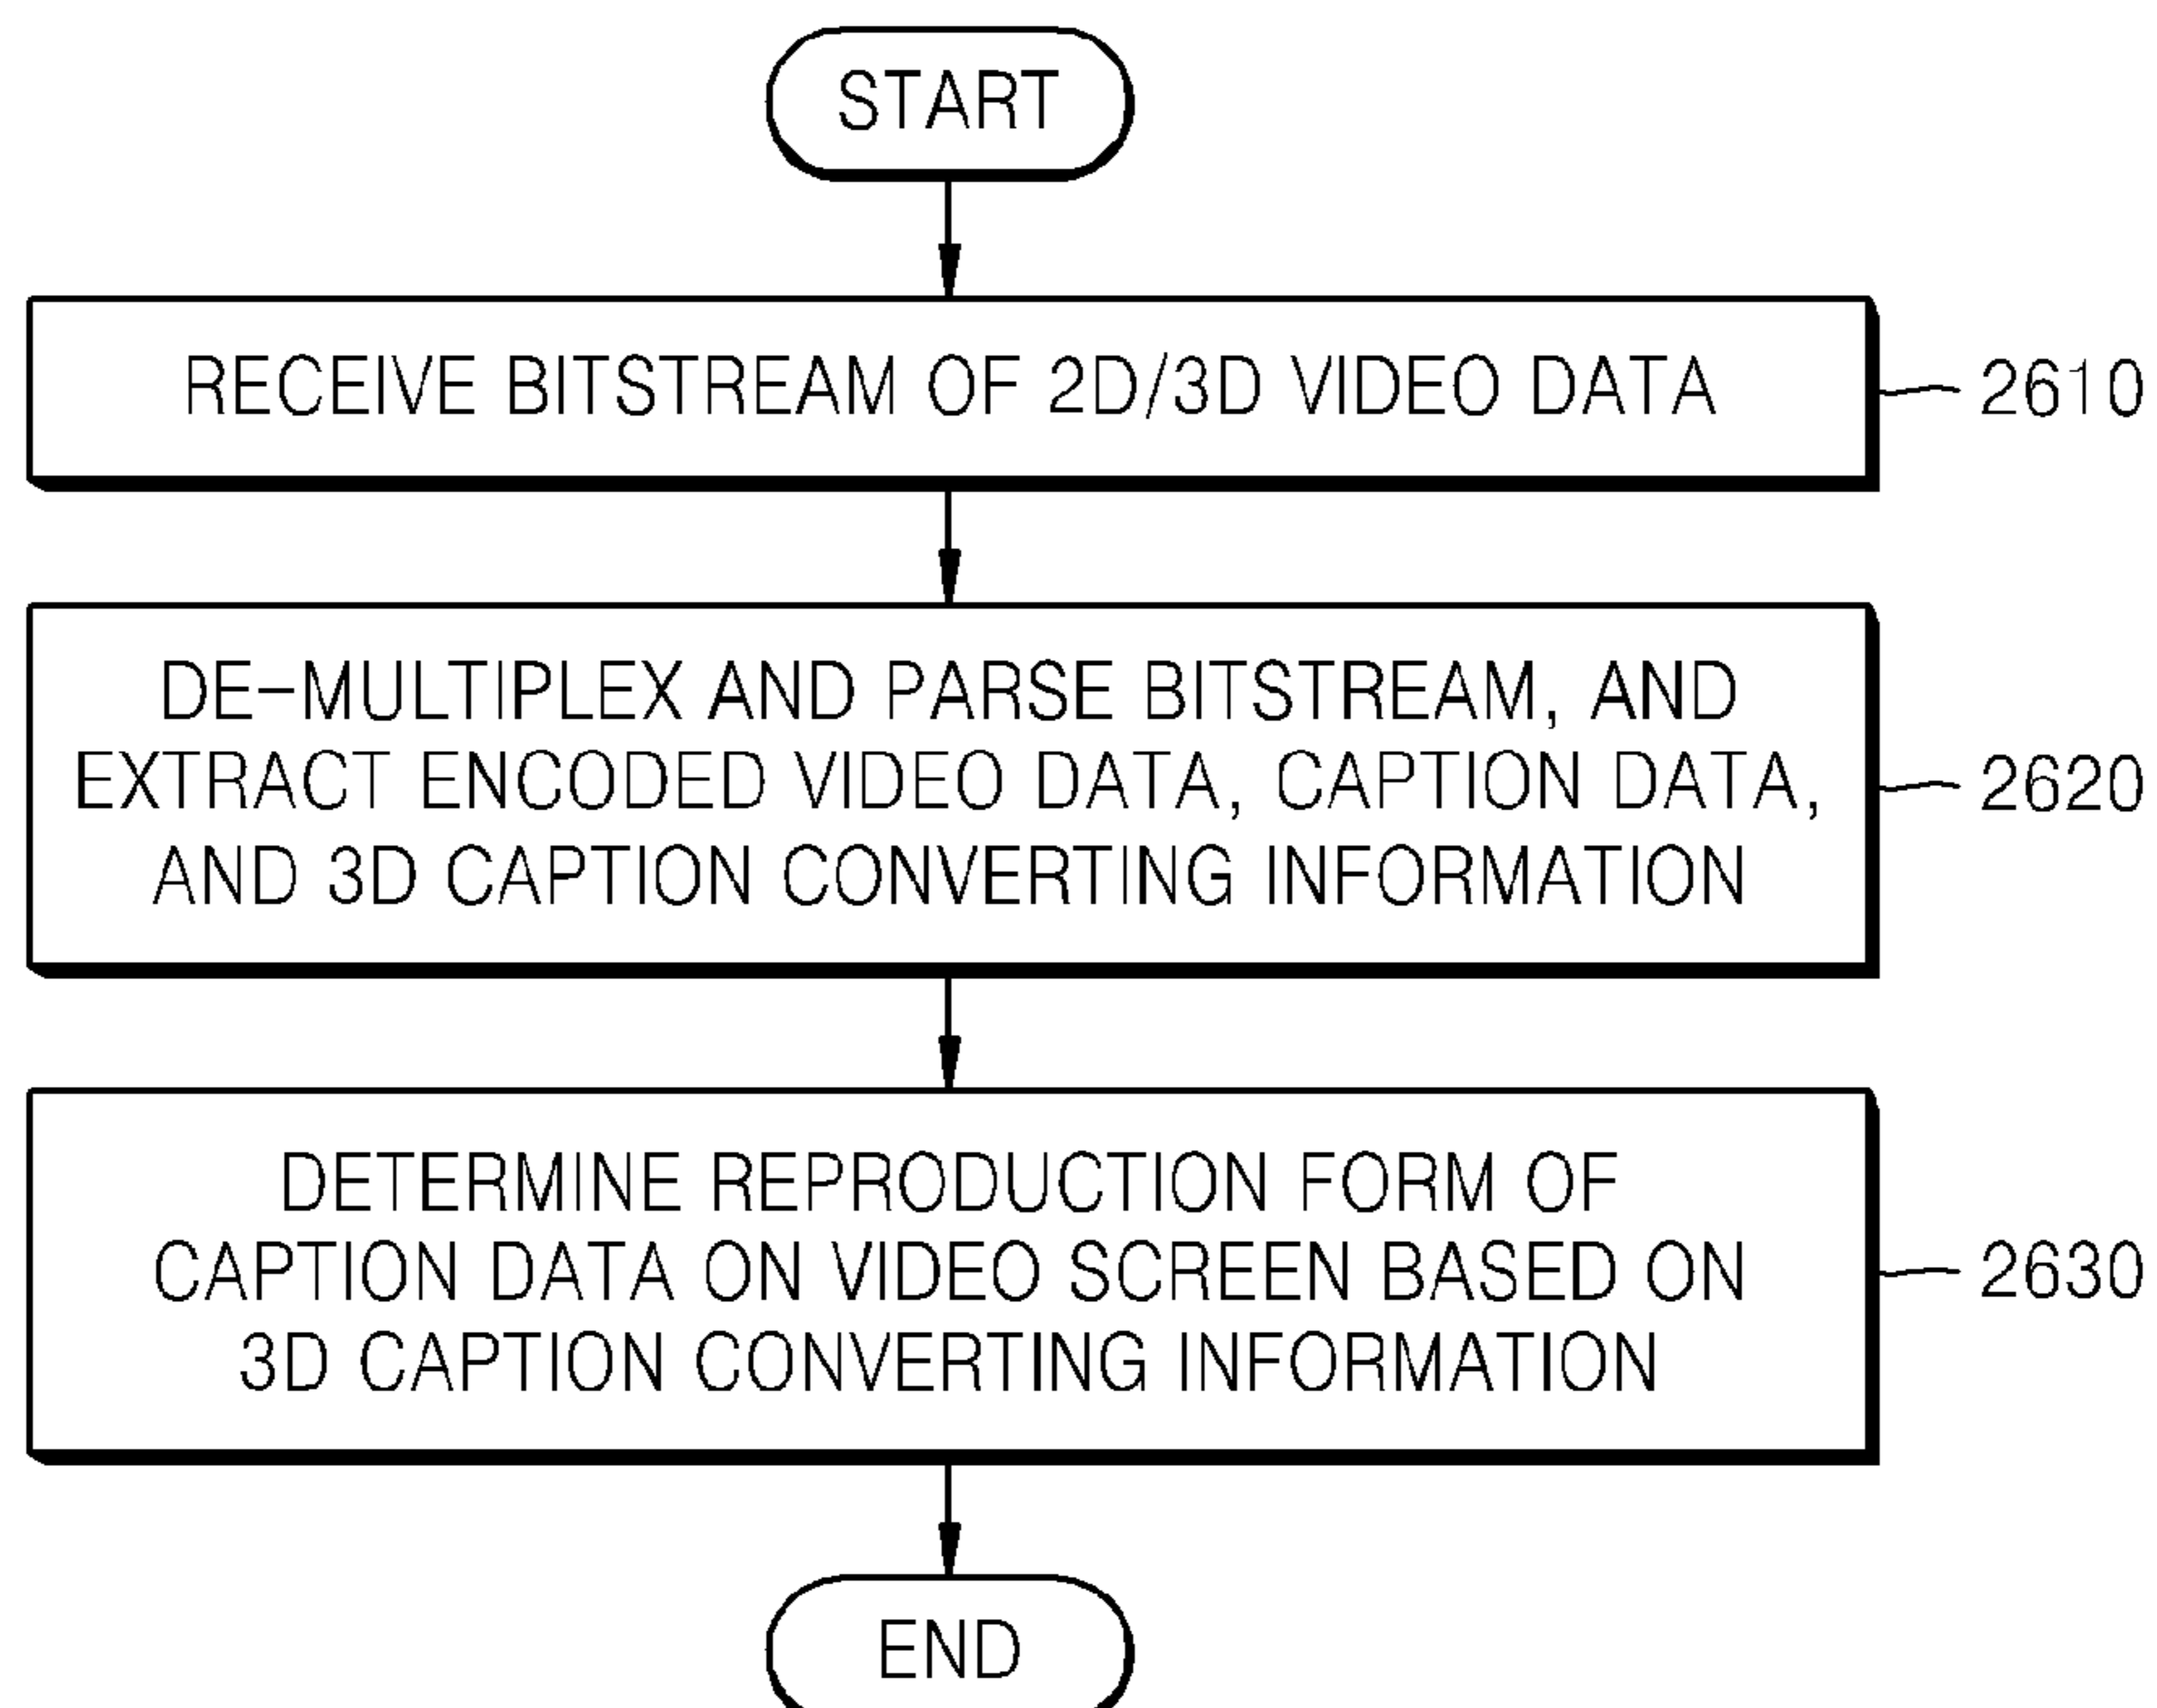 START
RECEIVE BITSTREAM OF 2D/3D VIDEO DATA
2610
DE-MULTIPLEX AND PARSE BITSTREAM, AND
EXTRACT ENCODED VIDEO DATA, CAPTION DATA,
AND 3D CAPTION CONVERTING INFORMATION
2620
DETERMINE REPRODUCTION FORM OF
CAPTION DATA ON VIDEO SCREEN BASED ON
3D CAPTION CONVERTING INFORMATION
2630
END